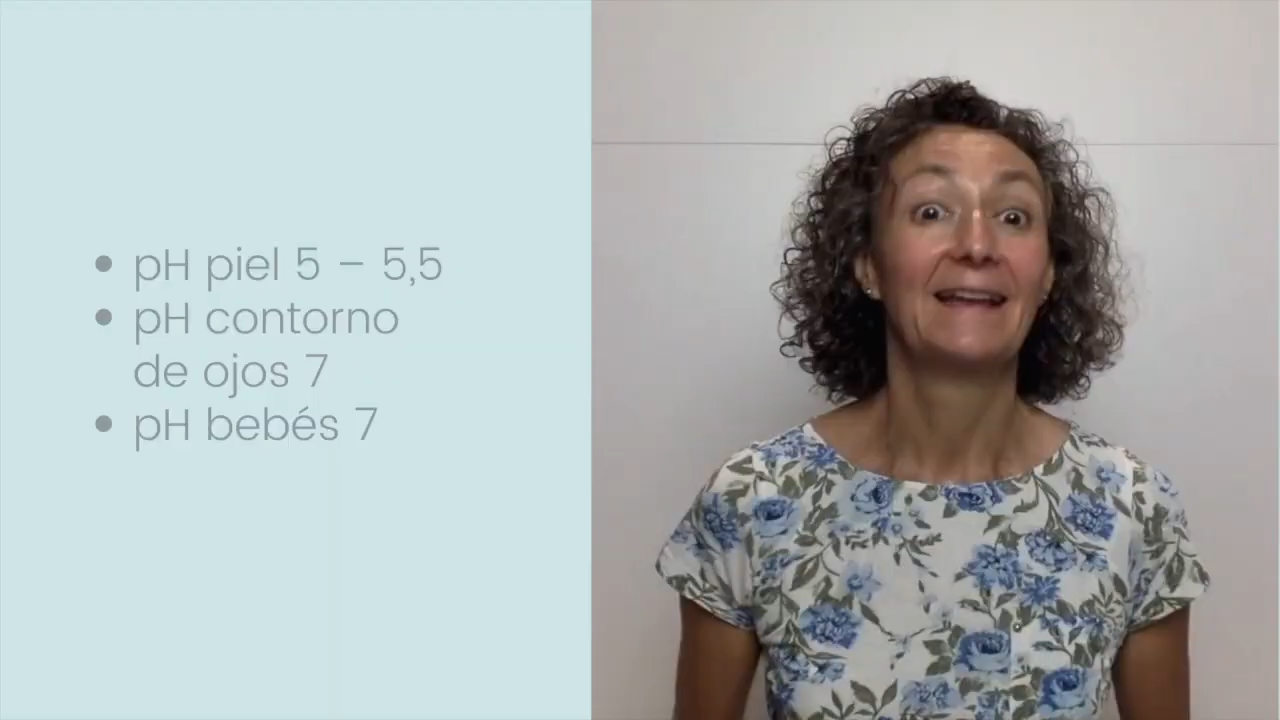 pH piel 5 – 5,5
pH contorno
de ojos 7
pH bebés 7